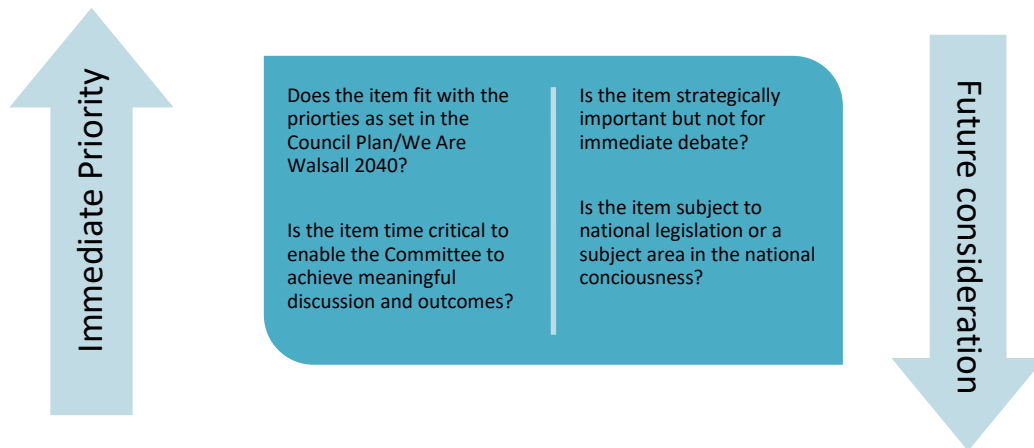 Immediate Priority
Does the item fit with the
priorties as set in the
Council Plan/We Are
Walsall 2040?
Is the item time critical to
enable the Committee to
achieve meaningful
discussion and outcomes?
Is the item strategically
important but not for
immediate debate?
Is the item subject to
national legislation or a
subject area in the national
conciousness?
Future consideration